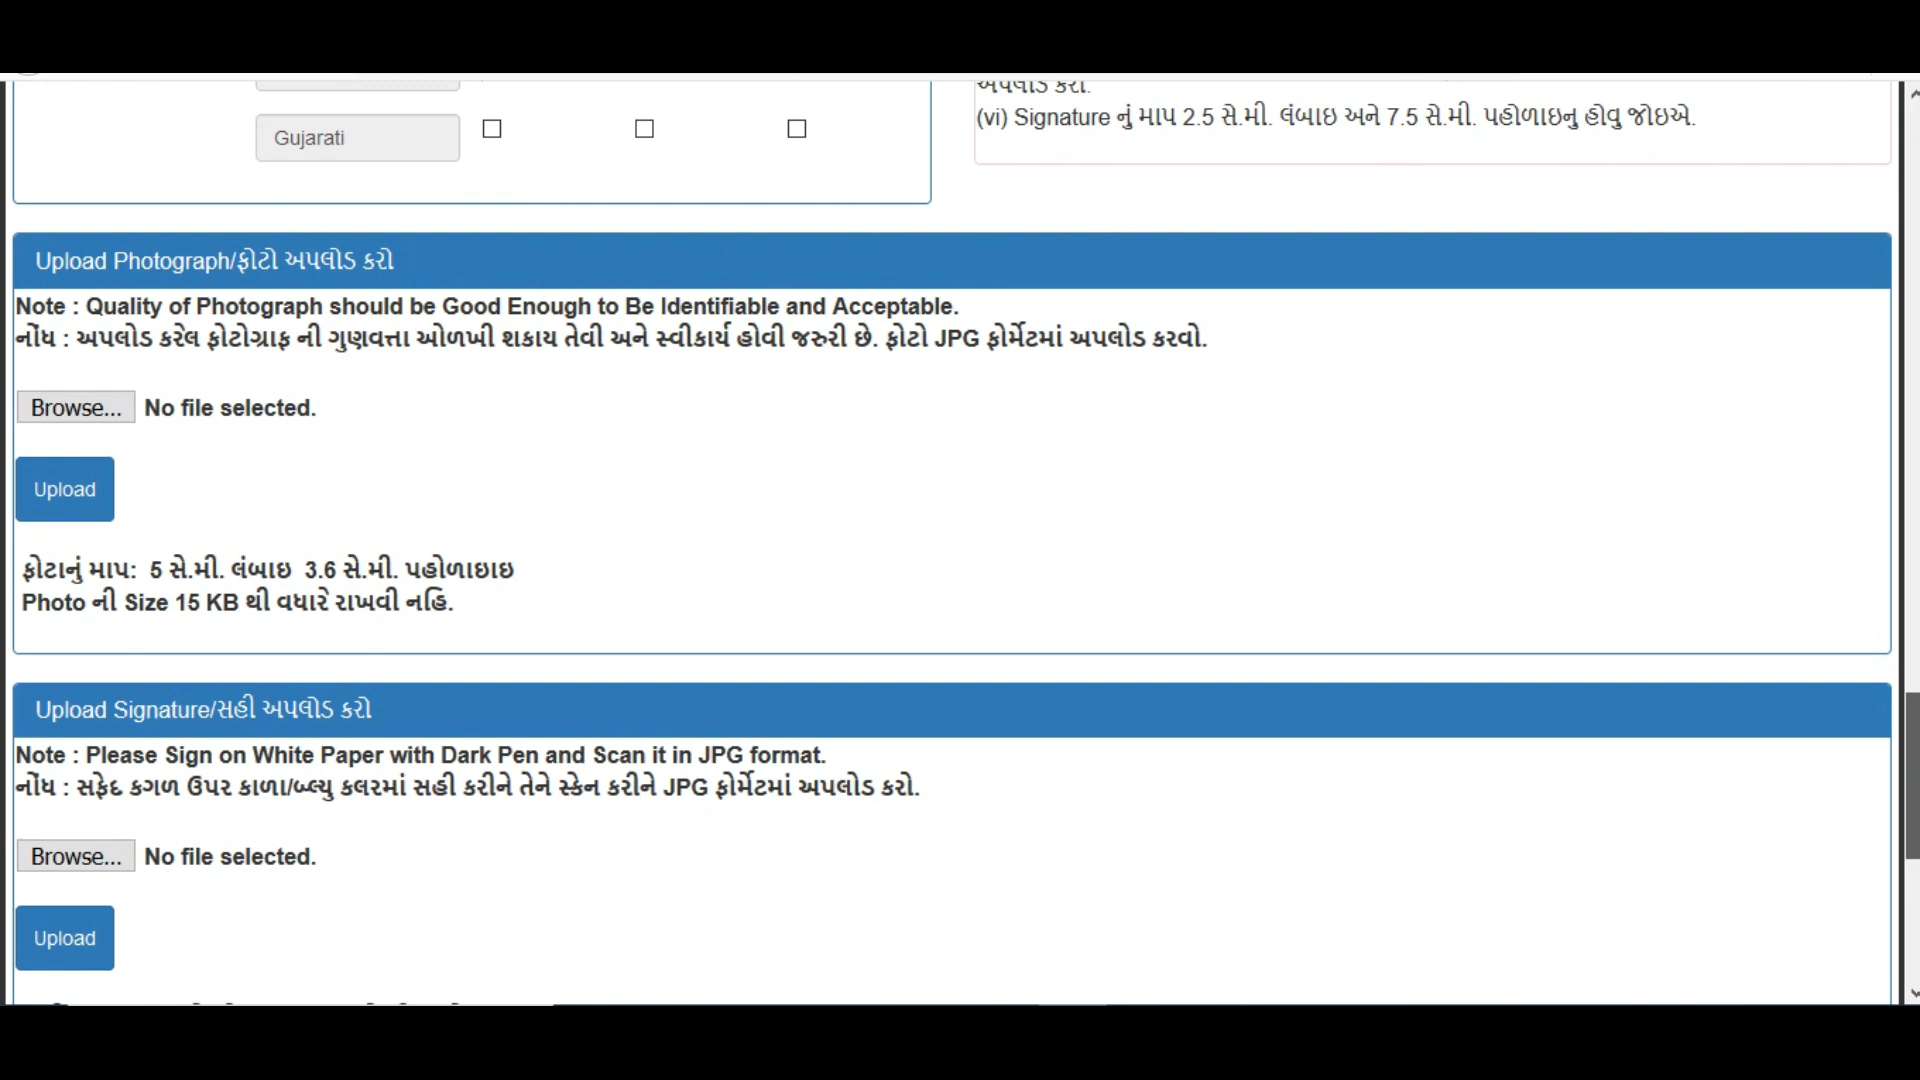 અપલોડ કરો.
(vi) Signature નું માપ 2.5 સે.મી. લંબાઇ અને 7.5 સે.મી. પહોળાઇનુ હોવુ જોઇએ.
Gujarati
Upload Photograph/ફોટો અપલોડ કરો
Note : Quality of Photograph should be Good Enough to Be Identifiable and Acceptable.
નોંધ : અપલોડ કરેલ ફોટોગ્રાફ ની ગુણવત્તા ઓળખી શકાય તેવી અને સ્વીકાર્ય હોવી જરુરી છે. ફોટો JPG ફોર્મેટમાં અપલોડ કરવો.
Browse... No file selected.
Upload
ફોટાનું માપ: 5 સે.મી. લંબાઇ 3.6 સે.મી. પહોળાઇાઇ
Photo ની Size 15 KB થી વધારે રાખવી નહિ.
Upload Signature/સહી અપલોડ કરો
Note : Please Sign on White Paper with Dark Pen and Scan it in JPG format.
નોંધ : સફેદ કગળ ઉપર કાળા/બ્લ્યુ કલરમાં સહી કરીને તેને સ્કેન કરીને JPG ફોર્મેટમાં અપલોડ કરો.
Browse... No file selected.
Upload